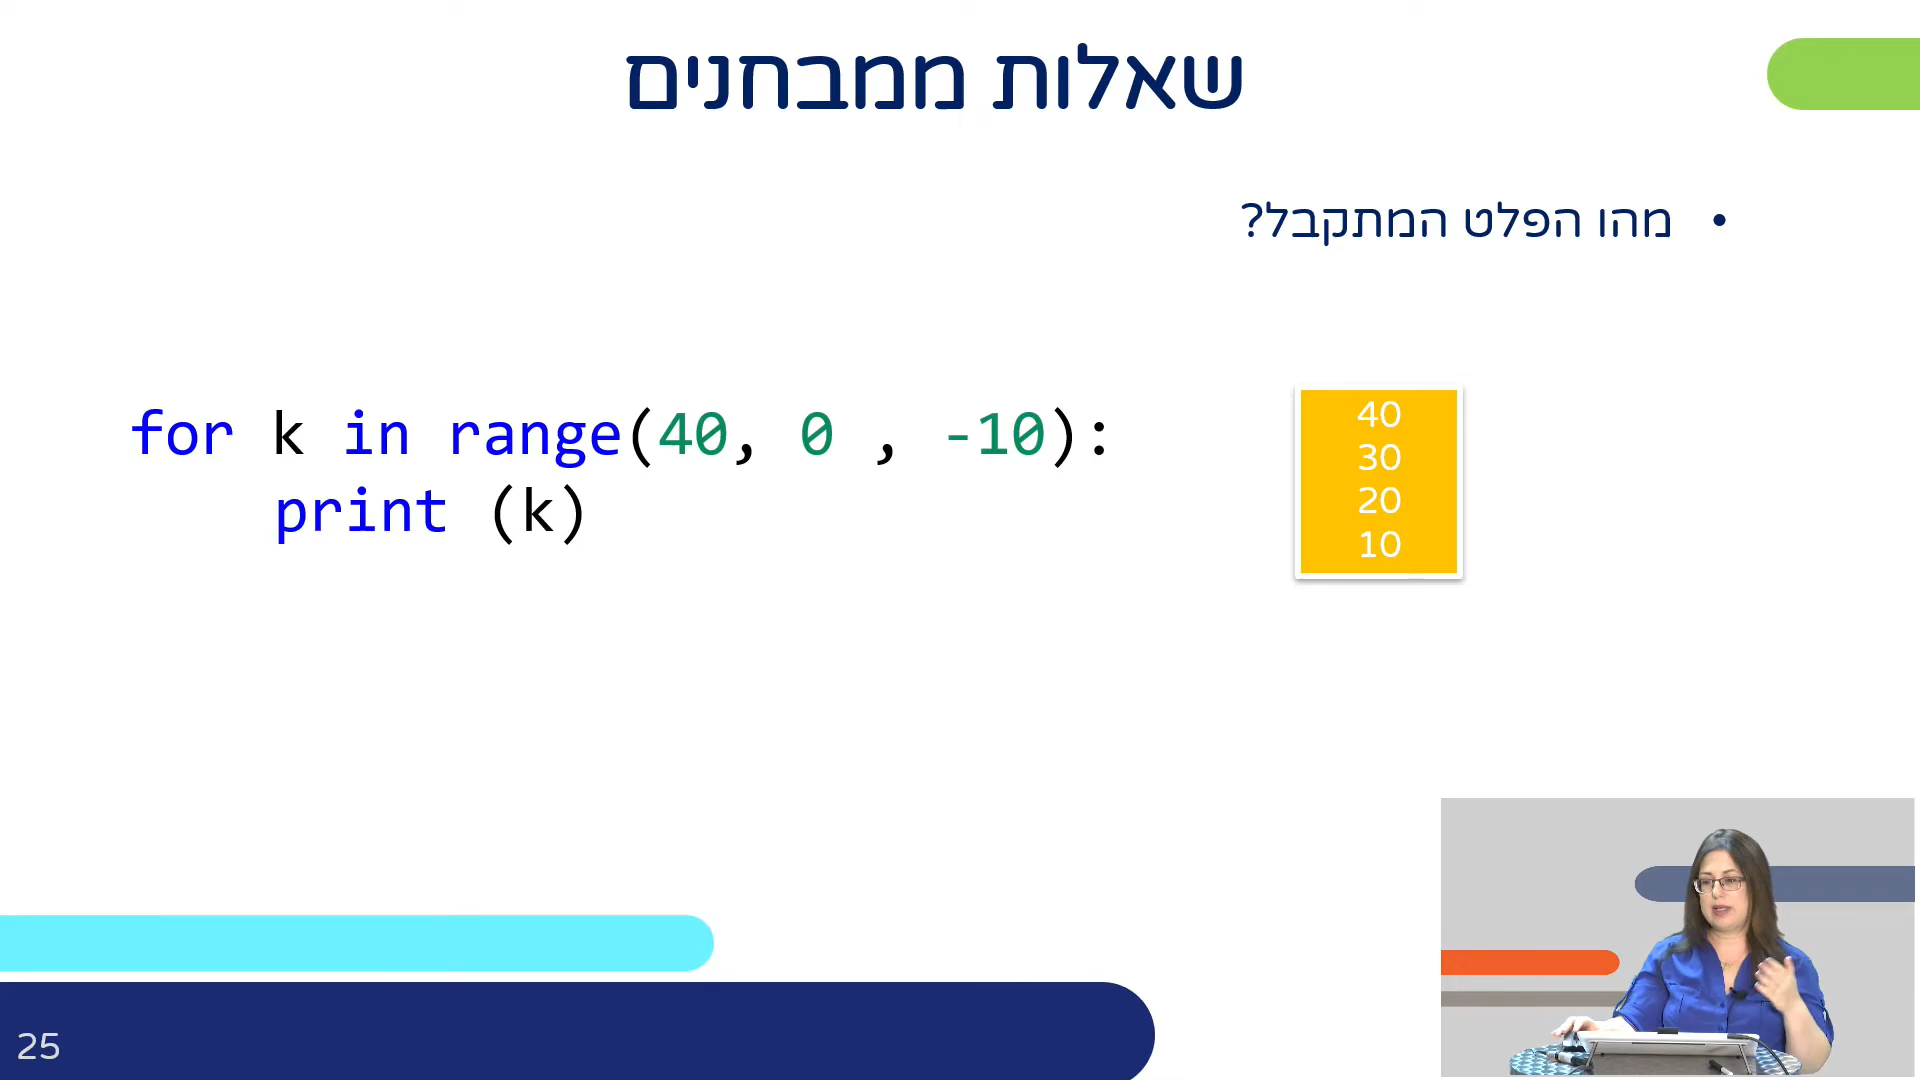 שאלות ממבחנים
• מהו הפלט המתקבל?
for k in range(40, 0 , -10):
    print (k)
40
30
20
10
25